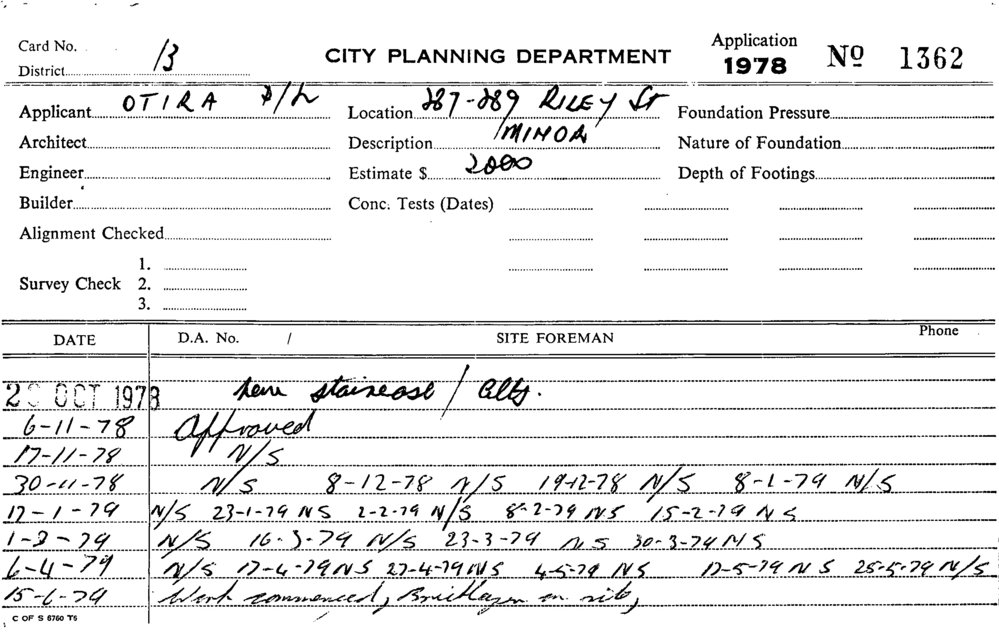 Card No. 13 CITY PLANNING DEPARTMENT Application
District 1978 Nº 1362
Applicant OTIRA P/L Location 287-289 RILEY St Foundation Pressure
Architect Description MINOR Nature of Foundation
Engineer Estimate $ 2000 Depth of Footings
Builder Conc. Tests (Dates)
Alignment Checked
1.
Survey Check 2.
3.
DATE D.A. No. / SITE FOREMAN Phone
OCT 1978 new staircase / Alts.
6-11-78 Approved
17-11-78 N/S
30-11-78 N/S 8-12-78 N/S 19-12-78 N/S 8-1-79 N/S
17-1-79 N/S 23-1-79 NS 2-2-79 N/S 8-2-79 NS 15-2-79 NS
1-3-79 N/S 16-3-79 N/S 23-3-79 NS 30-3-79 NS
6-4-79 N/S 17-4-79 NS 27-4-79 NS 4-5-79 NS 17-5-79 NS 25-5-79 N/S
15-6-79 Work commenced, Bricklayer on site,
C OF S 6760 T5